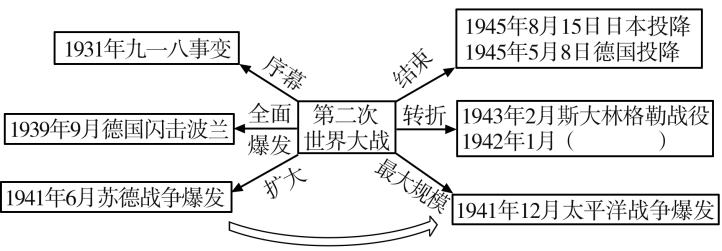 1931年九一八事变
序幕
结束
1945年8月15日日本投降
1945年5月8日德国投降
1939年9月德国闪击波兰
全面
爆发
第二次
世界大战
转折
1943年2月斯大林格勒战役
1942年1月（　　　）
1941年6月苏德战争爆发
扩大
最大规模
1941年12月太平洋战争爆发